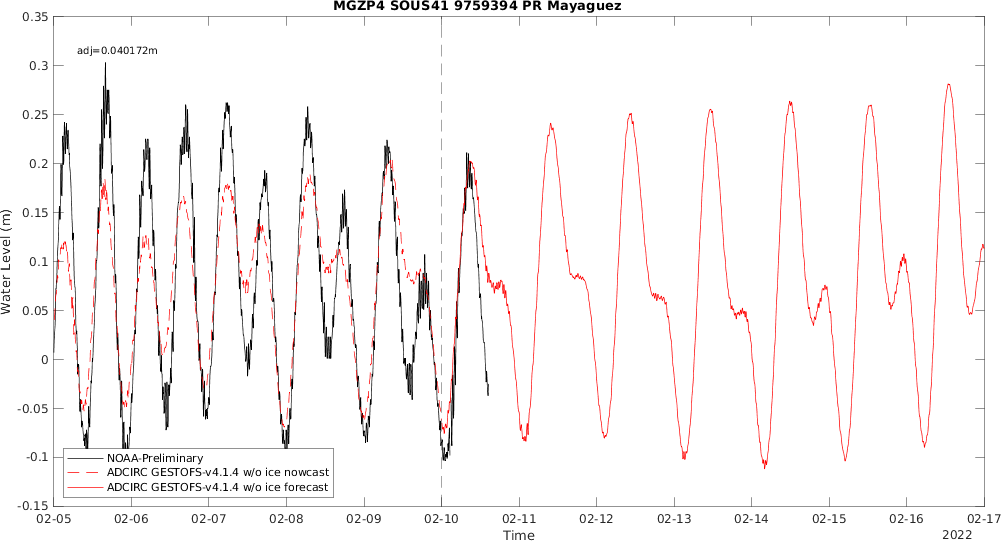 MGZP4 SOUS41 9759394 PR Mayaguez
0.35
adj=0.040172m
0.3
0.25
0.2
0.15
0.1
0.05
0
-0.05
-0.1
-0.15
Water Level (m)
NOAA-Preliminary
ADCIRC GESTOFS-v4.1.4 w/o ice nowcast
ADCIRC GESTOFS-v4.1.4 w/o ice forecast
02-05 02-06 02-07 02-08 02-09 02-10 02-11 02-12 02-13 02-14 02-15 02-16 02-17
Time
2022